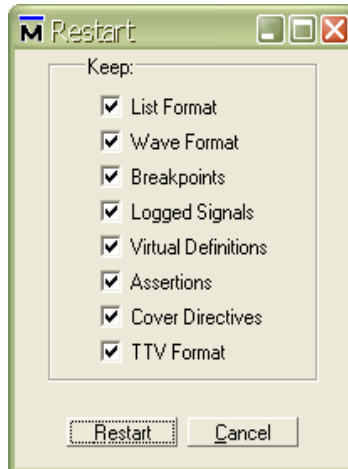 M Restart
Keep:
List Format
Wave Format
Breakpoints
Logged Signals
Virtual Definitions
Assertions
Cover Directives
TTV Format
Restart Cancel